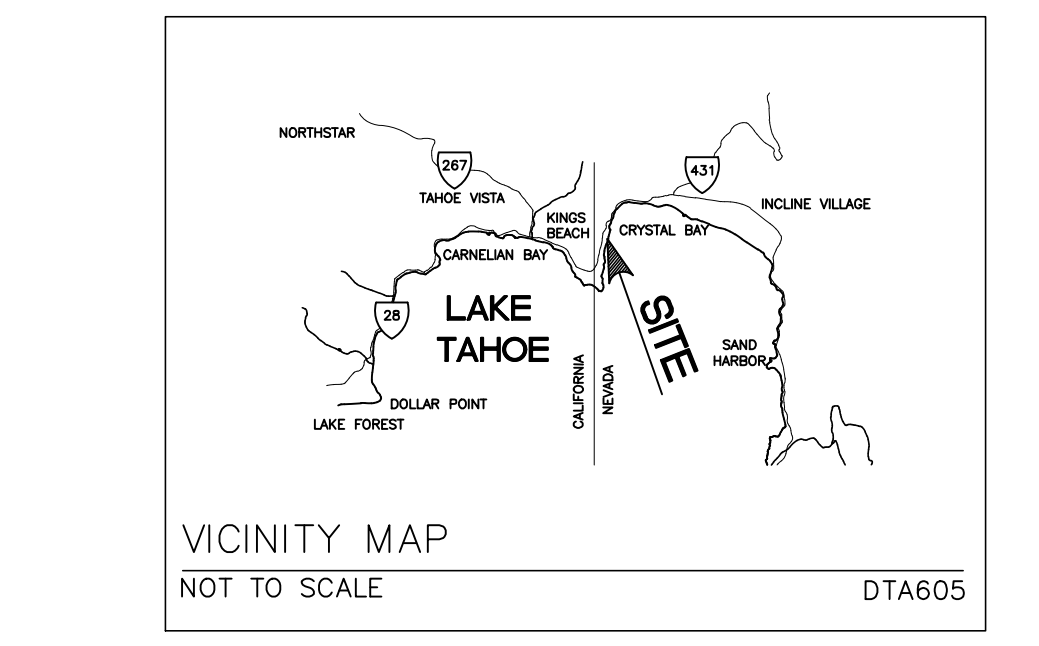 NORTHSTAR
267
431
TAHOE VISTA
INCLINE VILLAGE
KINGS
BEACH
CRYSTAL BAY
CARNELIAN BAY
28
LAKE
TAHOE
SITE
SAND
HARBOR
CALIFORNIA
NEVADA
DOLLAR POINT
LAKE FOREST
VICINITY MAP
NOT TO SCALE
DTA605